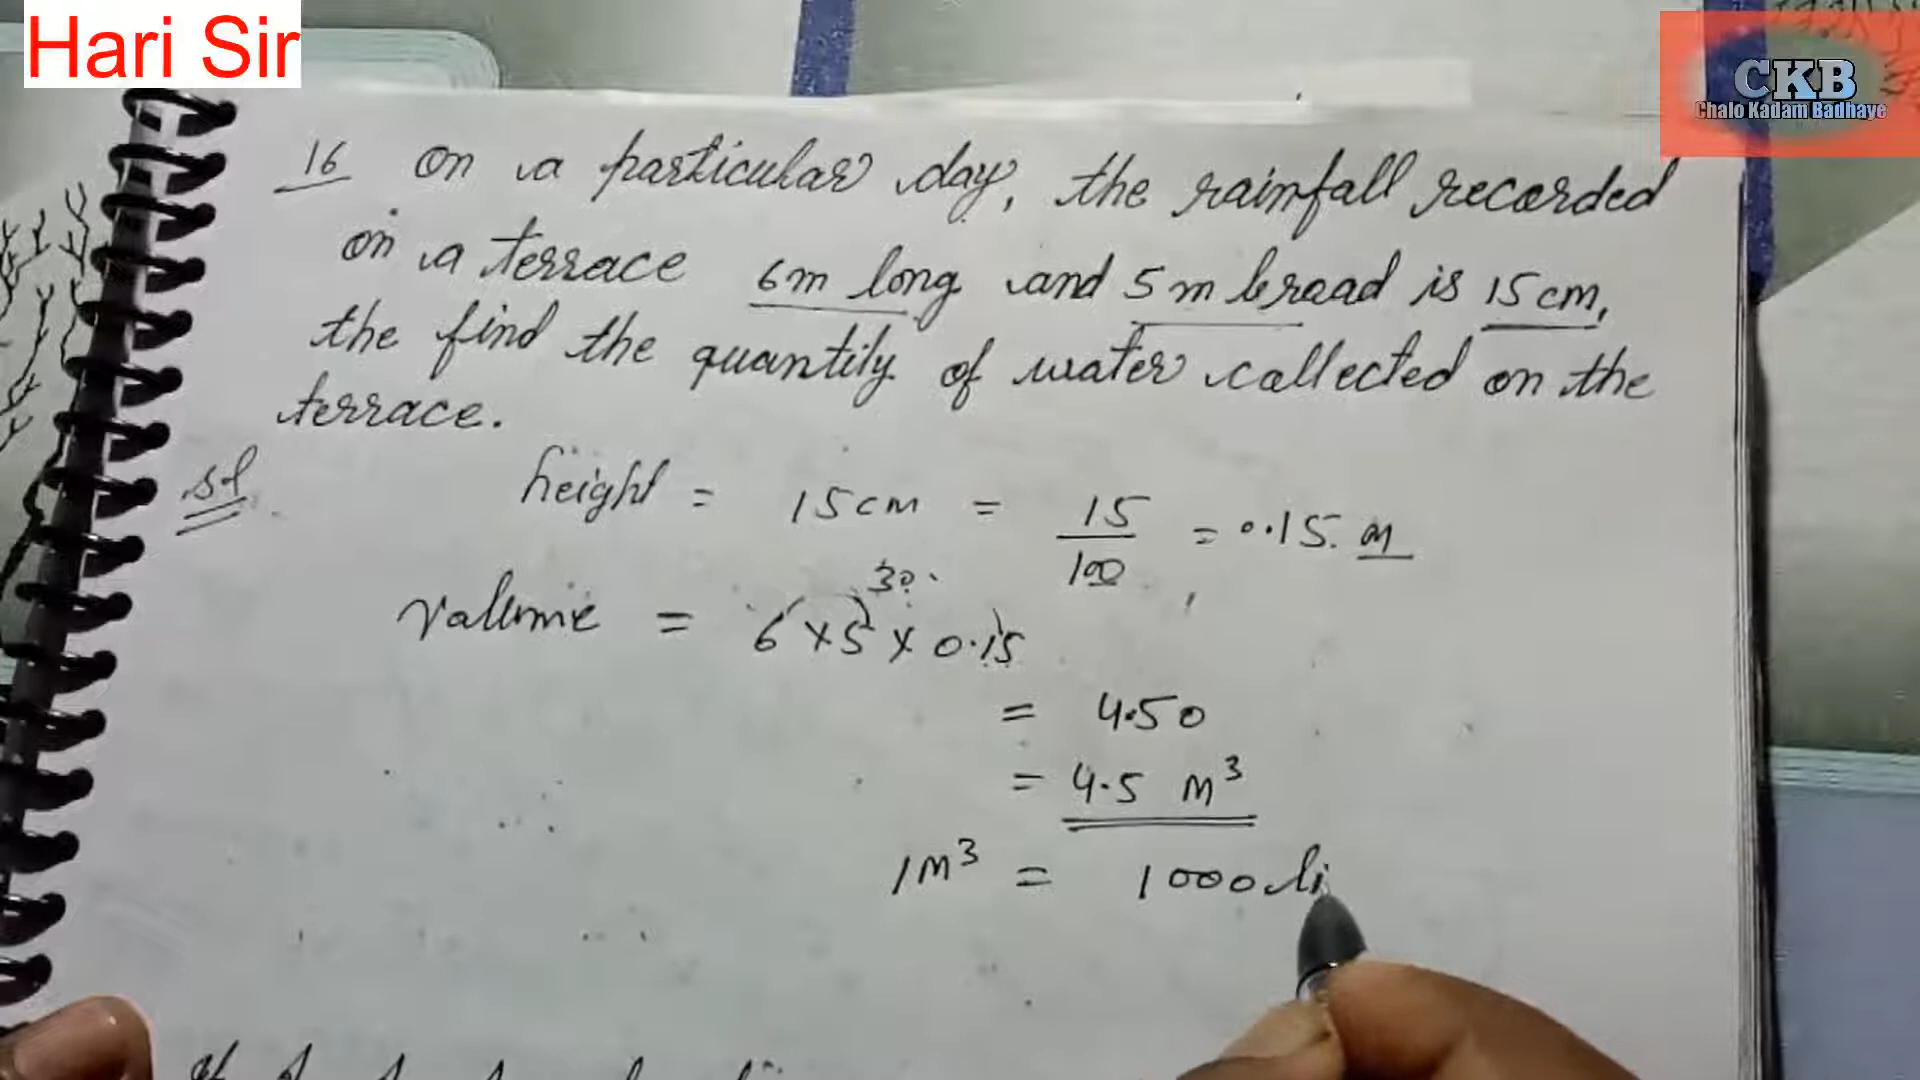 Hari Sir
CKB
Chalo Kadam Badhaye
16 on a particular day, the rainfall recorded
on a terrace 6m long and 5m broad is 15cm,
the find the quantity of water collected on the
terrace.
Sol
height = 15cm = 15/100 = 0.15 m
30
volume = 6 x 5 x 0.15
= 4.50
= 4.5 m³
1m³ = 1000 li